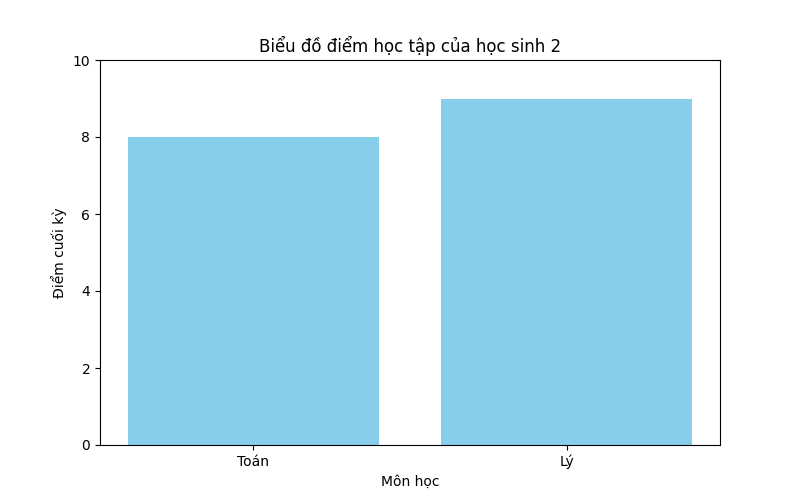 Biểu đồ điểm học tập của học sinh 2
10
8
6
4
2
0
Điểm cuối kỳ
Toán
Lý
Môn học